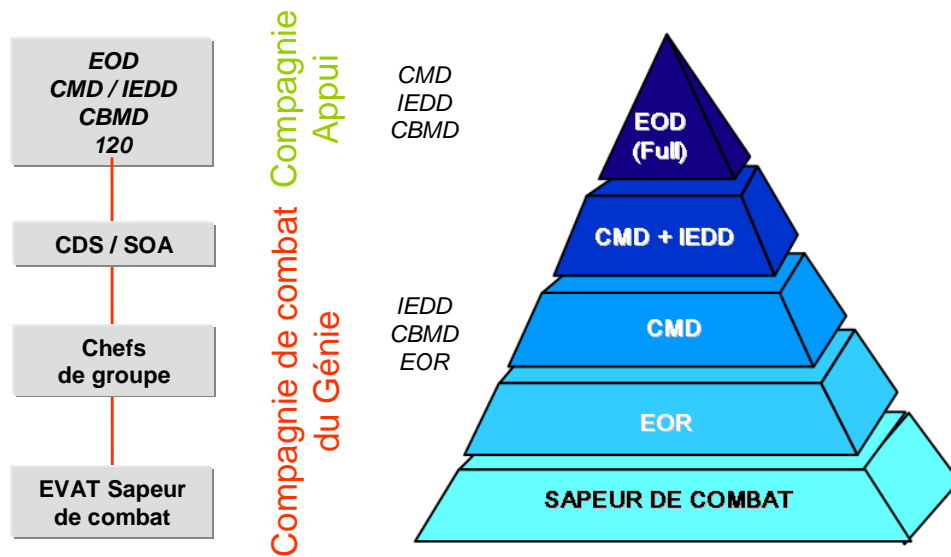 EOD
CMD / IEDD
CBMD
120
CDS / SOA
Chefs
de groupe
EVAT Sapeur
de combat
Compagnie
Appui
Compagnie de combat
du Génie
CMD
IEDD
CBMD
IEDD
CBMD
EOR
EOD
(Full)
CMD + IEDD
CMD
EOR
SAPEUR DE COMBAT